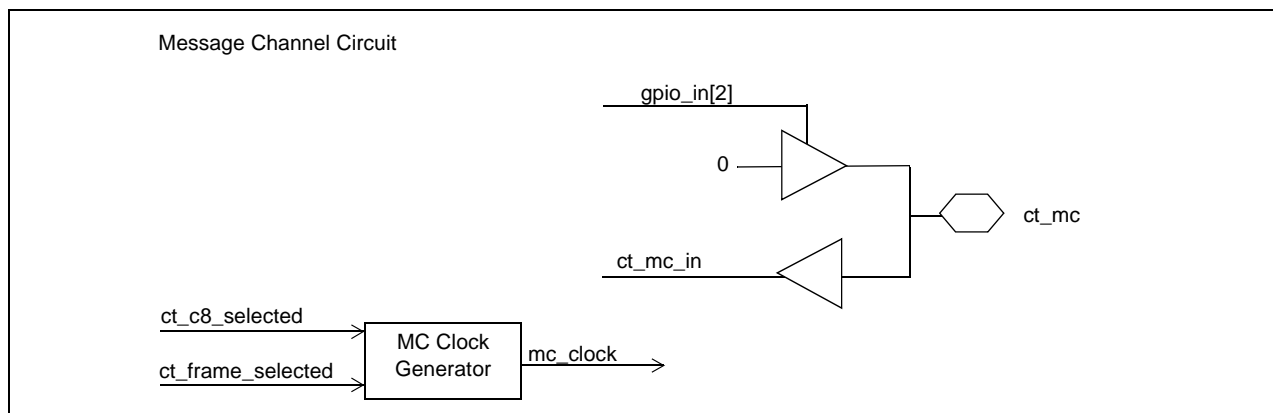 Message Channel Circuit
gpio_in[2]
0
ct_mc
ct_mc_in
ct_c8_selected
MC Clock
Generator
mc_clock
ct_frame_selected